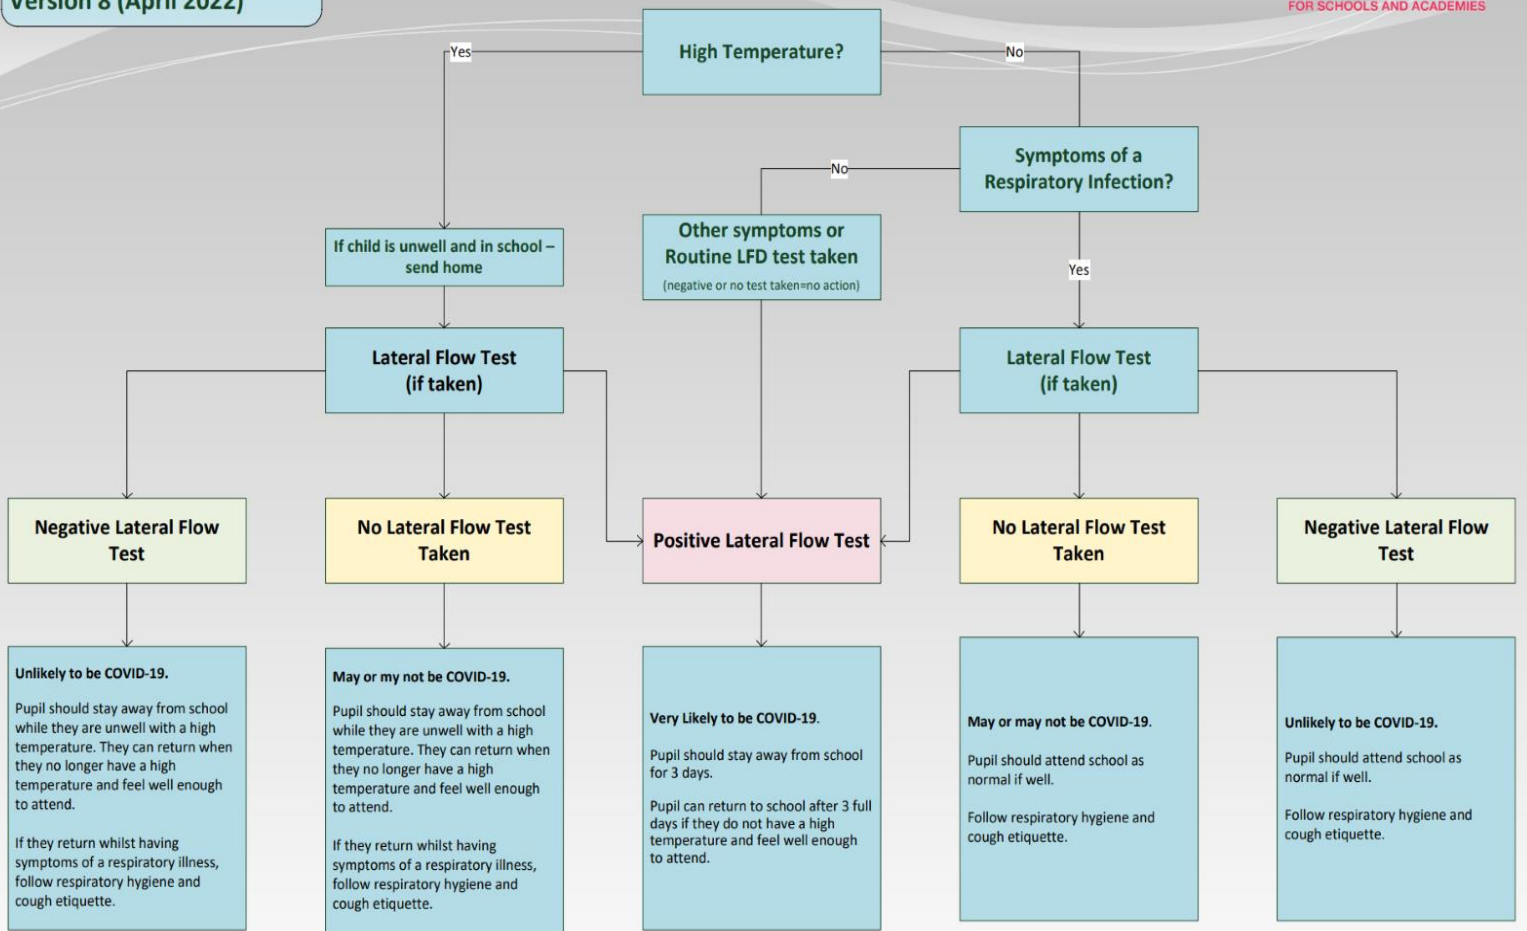 Version 8 (April 2022)
FOR SCHOOLS AND ACADEMIES
High Temperature?
Yes
No
Symptoms of a
Respiratory Infection?
No
Yes
If child is unwell and in school –
send home
Other symptoms or
Routine LFD test taken
(negative or no test taken=no action)
Lateral Flow Test
(if taken)
Lateral Flow Test
(if taken)
Negative Lateral Flow
Test
No Lateral Flow Test
Taken
Positive Lateral Flow Test
No Lateral Flow Test
Taken
Negative Lateral Flow
Test
Unlikely to be COVID-19.
Pupil should stay away from school
while they are unwell with a high
temperature. They can return when
they no longer have a high
temperature and feel well enough
to attend.
If they return whilst having
symptoms of a respiratory illness,
follow respiratory hygiene and
cough etiquette.
May or my not be COVID-19.
Pupil should stay away from school
while they are unwell with a high
temperature. They can return when
they no longer have a high
temperature and feel well enough
to attend.
If they return whilst having
symptoms of a respiratory illness,
follow respiratory hygiene and
cough etiquette.
Very Likely to be COVID-19.
Pupil should stay away from school
for 3 days.
Pupil can return to school after 3 full
days if they do not have a high
temperature and feel well enough
to attend.
May or may not be COVID-19.
Pupil should attend school as
normal if well.
Follow respiratory hygiene and
cough etiquette.
Unlikely to be COVID-19.
Pupil should attend school as
normal if well.
Follow respiratory hygiene and
cough etiquette.